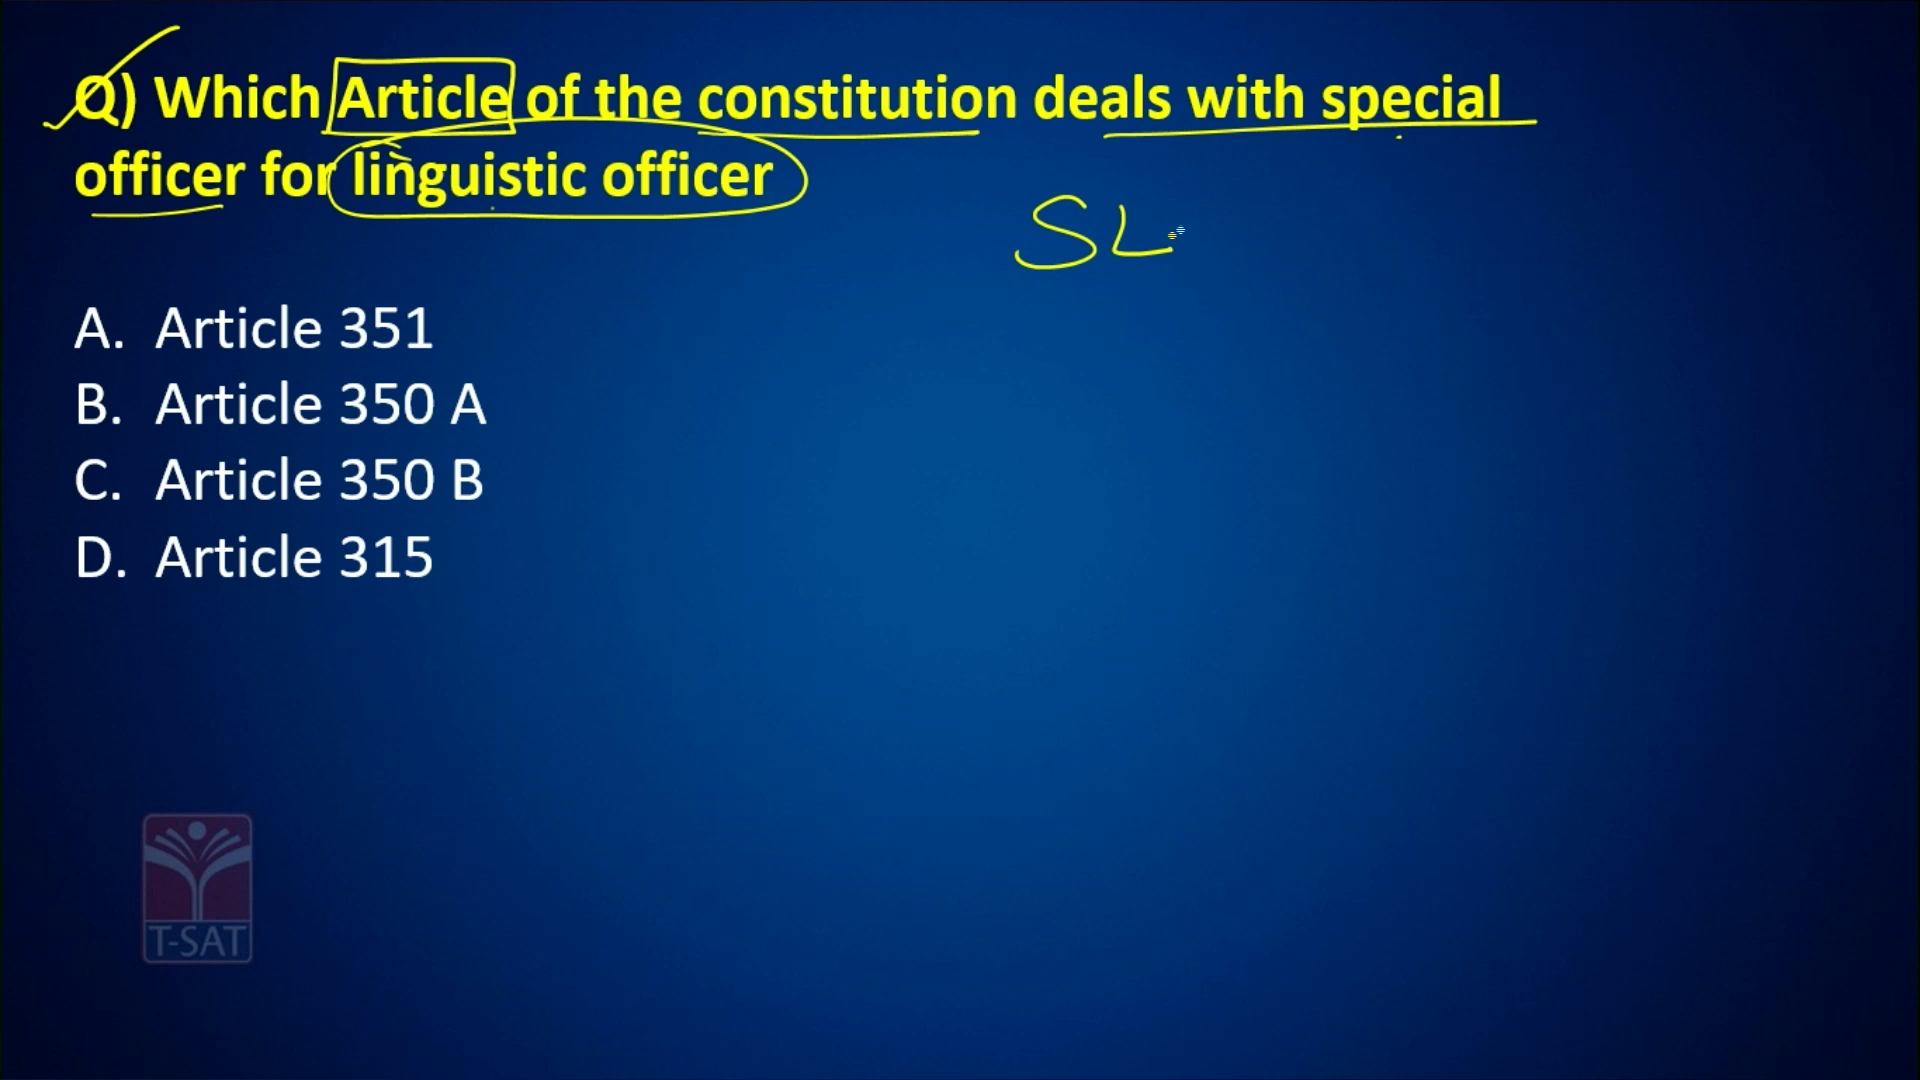 Q) Which Article of the constitution deals with special
officer for linguistic officer
SL
A. Article 351
B. Article 350 A
C. Article 350 B
D. Article 315
T-SAT